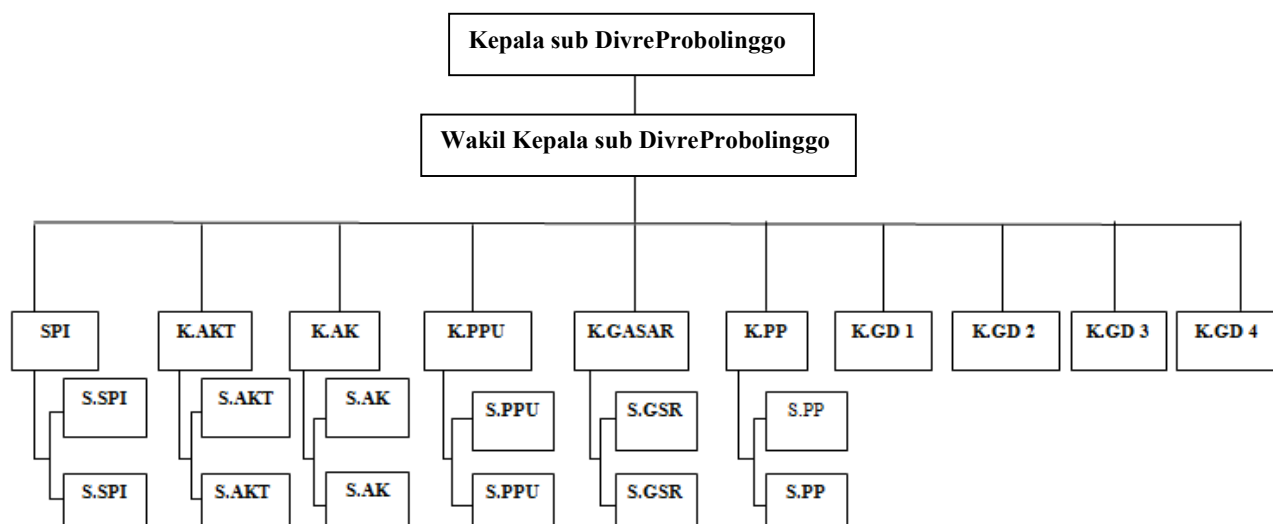 Kepala sub DivreProbolinggo
Wakil Kepala sub DivreProbolinggo
SPI
K.AKT
K.AK
K.PPU
K.GASAR
K.PP
K.GD 1
K.GD 2
K.GD 3
K.GD 4
S.SPI
S.AKT
S.AK
S.PPU
S.GSR
S.PP
S.SPI
S.AKT
S.AK
S.PPU
S.GSR
S.PP